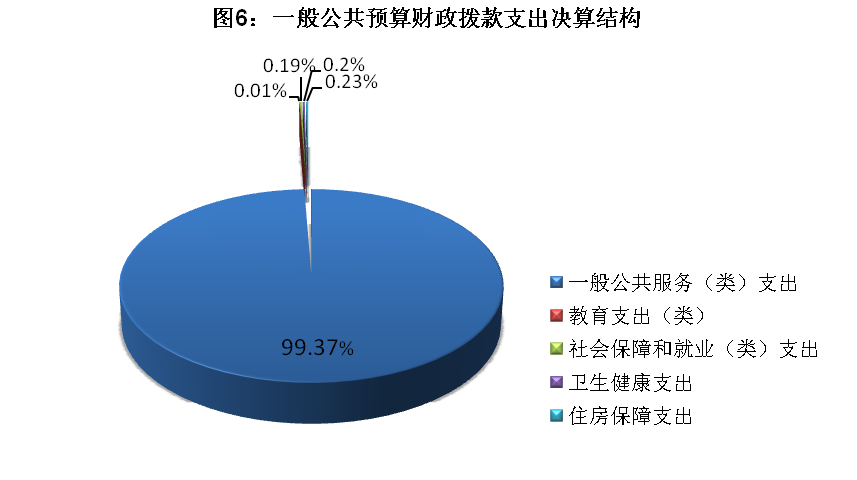 图6：一般公共预算财政拨款支出决算结构
0.19% 0.2%
0.01% 0.23%
99.37%
一般公共服务（类）支出
教育支出（类）
社会保障和就业（类）支出
卫生健康支出
住房保障支出